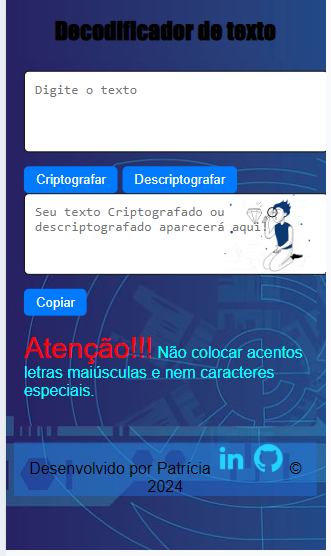 Decodificador de texto
Digite o texto
Criptografar Descriptografar
Seu texto Criptografado ou
descriptografado aparecerá aqui!
Copiar
Atenção!!! Não colocar acentos
letras maiúsculas e nem caracteres
especiais.
Desenvolvido por Patrícia in ©
2024